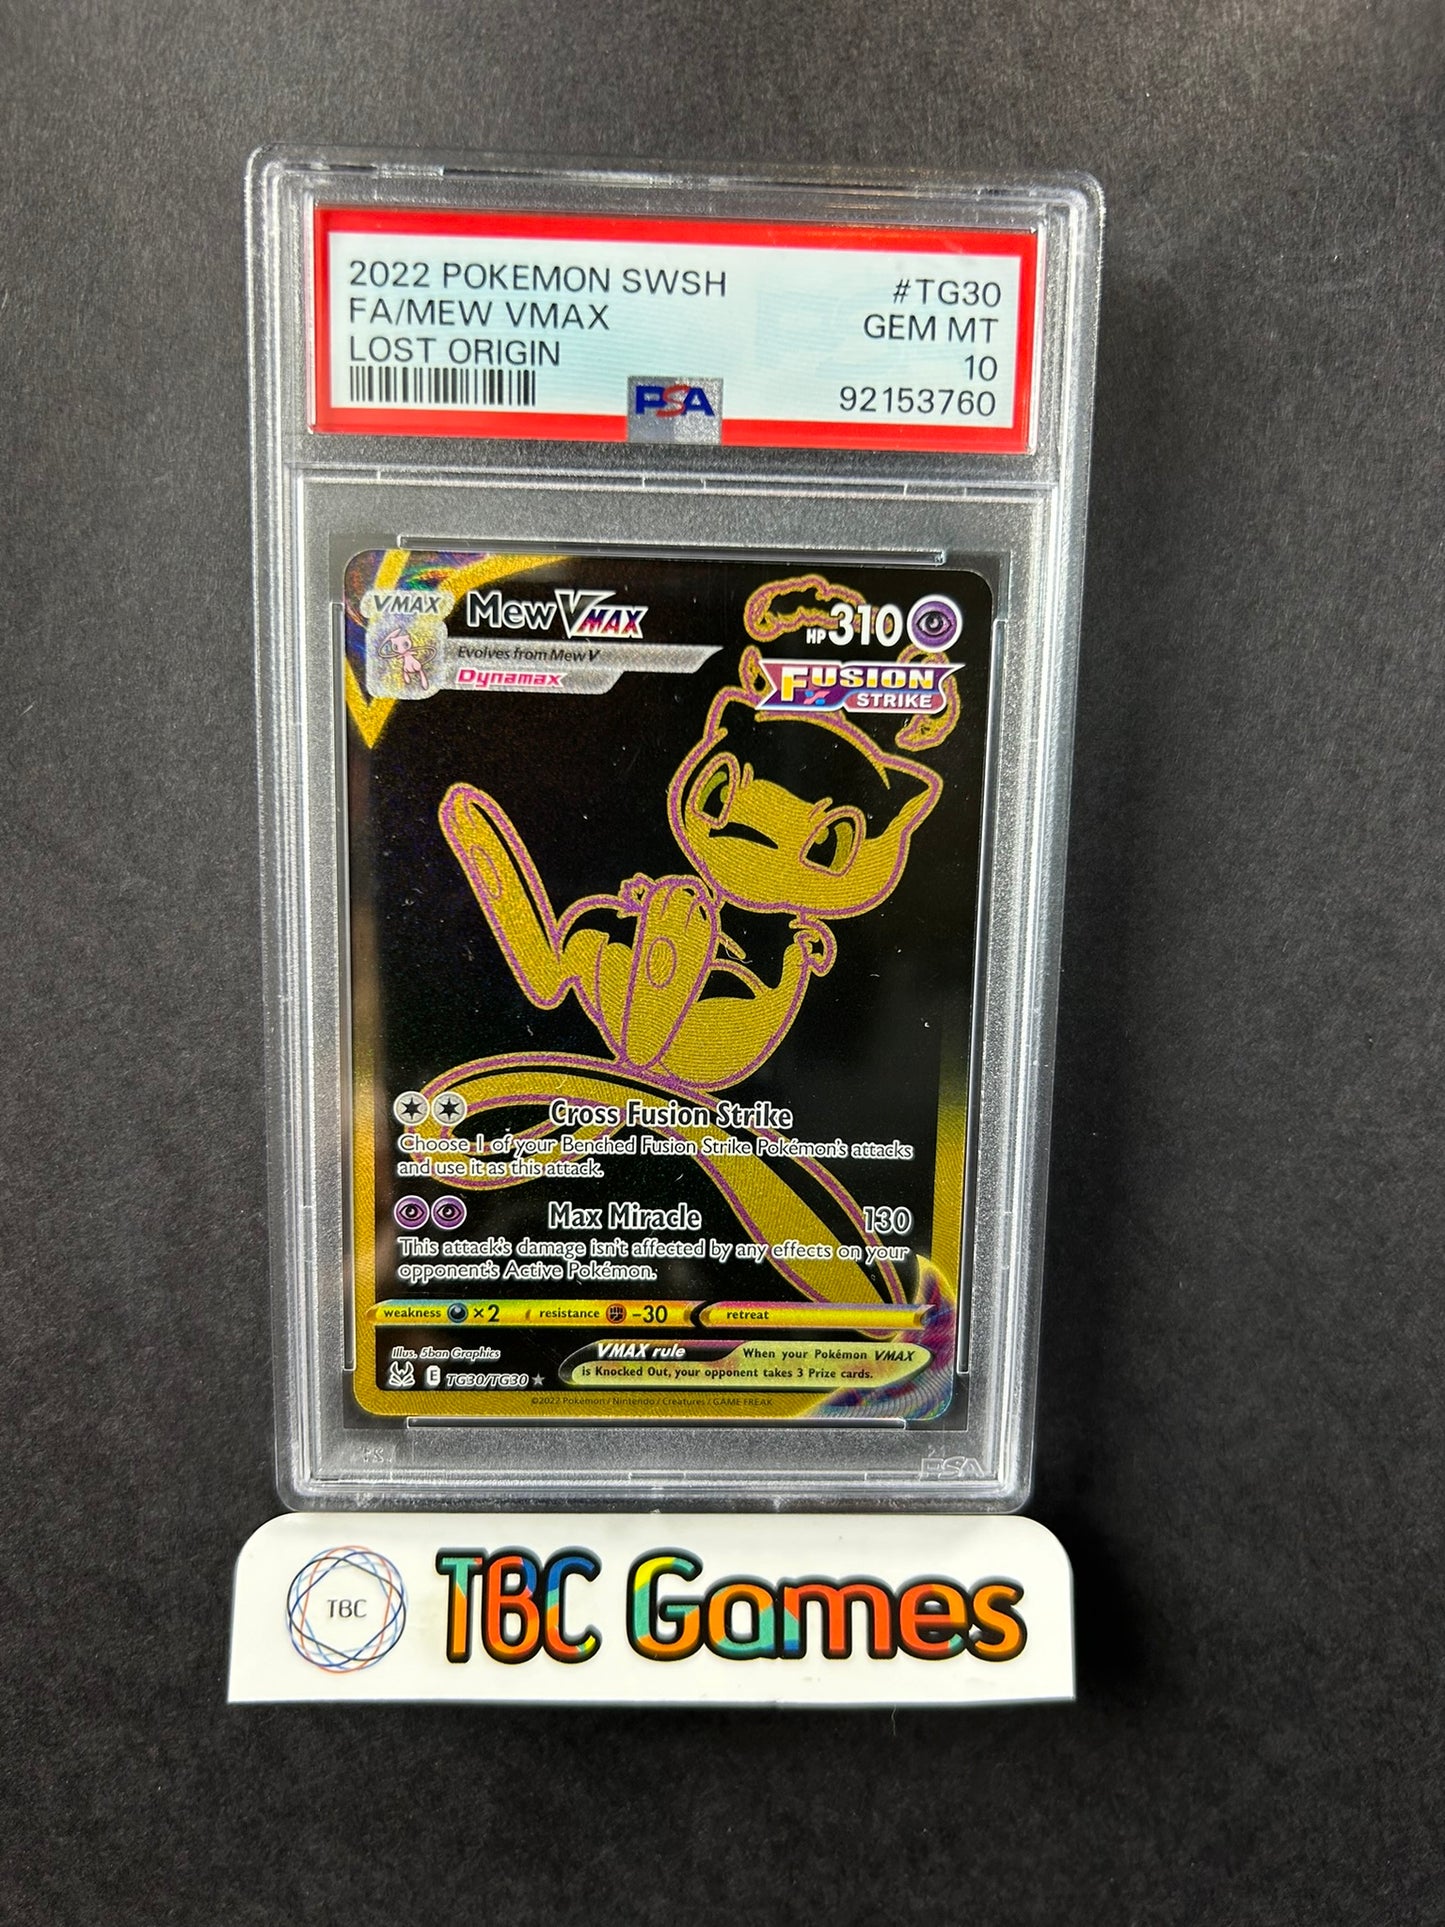 2022 POKEMON SWSH #TG30
FA/MEW VMAX GEM MT
LOST ORIGIN 10
PSA 92153760
VMAX Mew VMAX HP 310
Evolves from Mew V
Dynamax
FUSION
STRIKE
Cross Fusion Strike
Choose 1 of your Benched Fusion Strike Pokémon's attacks
and use it as this attack.
Max Miracle 130
This attack's damage isn't affected by any effects on your
opponent's Active Pokémon.
weakness ×2 resistance -30 retreat
Illus. 5ban Graphics
E TG30/TG30 ★
VMAX rule When your Pokémon VMAX
is Knocked Out, your opponent takes 3 Prize cards.
©2022 Pokémon / Nintendo / Creatures / GAME FREAK
PSA
TBC TBC Games